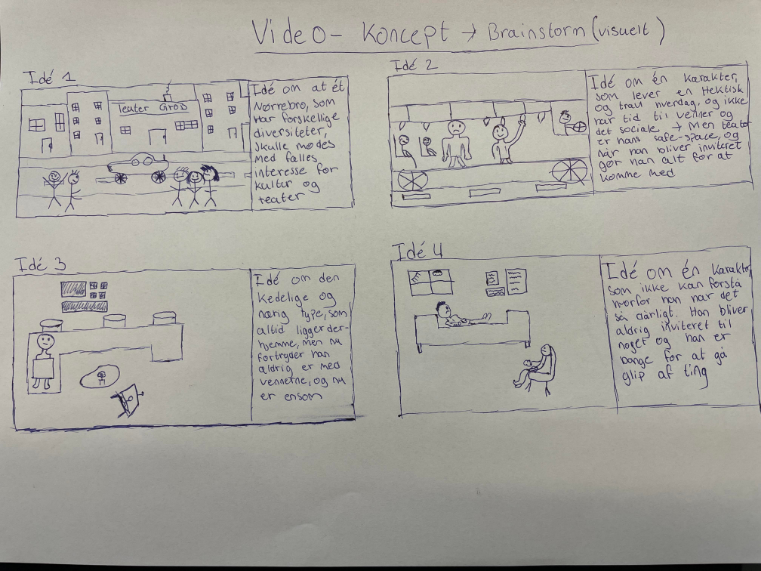 Video- Koncept → Brainstorm (visuelt)
Idé 1
Teater Grob
Idé om at ét
Nørrebro, som
har forskellige
diversiteter,
skulle mødes
med fælles
interesse for
kultur og
teater
Idé 2
Idé om én karakter,
som lever en Hektisk
og travl hverdag, og ikke
har tid til venner og
det sociale. → Men teater
er hans safe-space, og
når han bliver inviteret
gør han alt for at
komme med
Idé 3
Idé om den
kedelige og
nørdig type, som
altid ligger der-
hjemme, men nu
fortryder han
aldrig er med
vennerne, og nu
er ensom
Idé 4
Idé om én karakter,
som ikke kan forstå
hvorfor han har det
så dårligt. Han bliver
aldrig inviteret til
noget og han er
bange for at gå
glip af ting